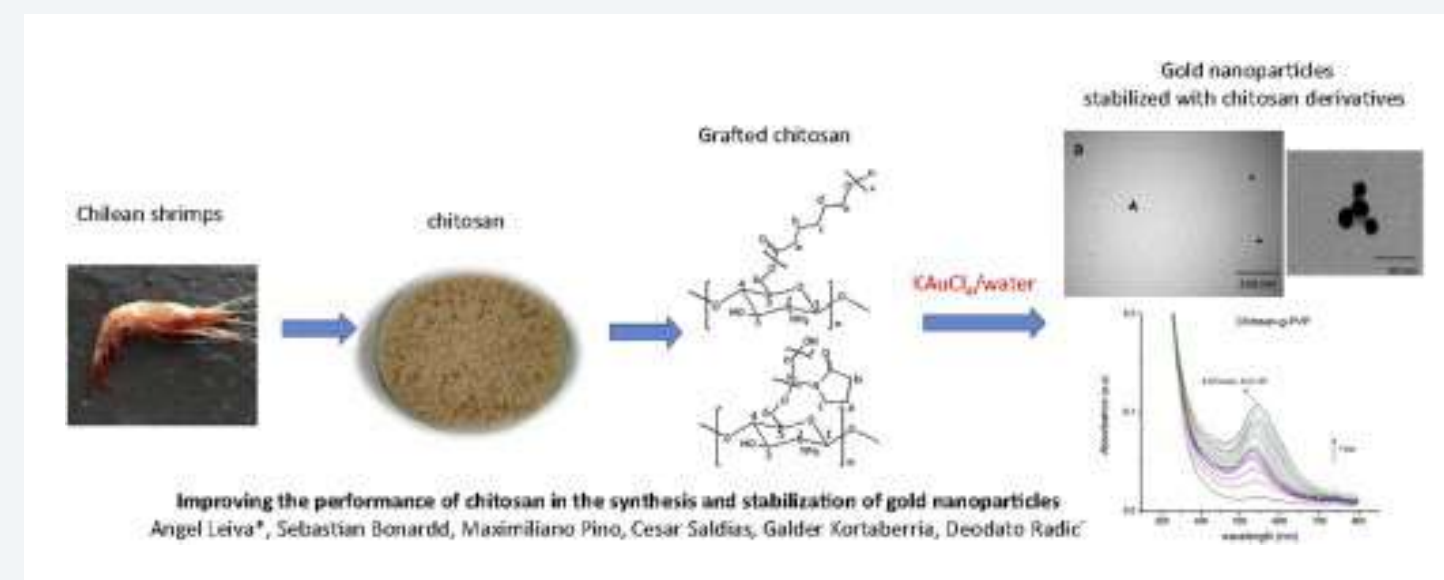 Gold nanoparticles
stabilized with chitosan derivatives
Grafted chitosan
Chilean shrimps
chitosan
KAuCl₄/water
B
A
Chitosan-g-PVP
Absorbance (a.u)
wavelength (nm)
Improving the performance of chitosan in the synthesis and stabilization of gold nanoparticles
Angel Leiva*, Sebastian Bonardd, Maximiliano Pino, Cesar Saldias, Galder Kortaberria, Deodato Radic